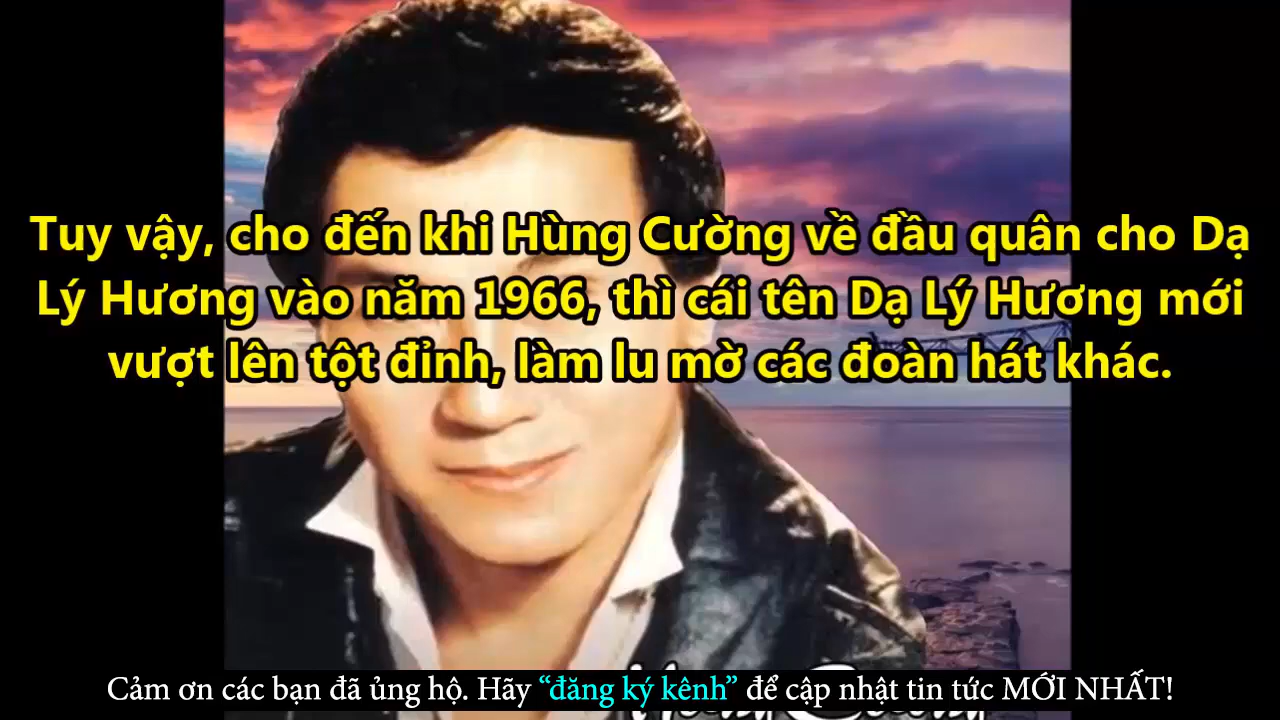 Tuy vậy, cho đến khi Hùng Cường về đầu quân cho Dạ
Lý Hương vào năm 1966, thì cái tên Dạ Lý Hương mới
vượt lên tột đỉnh, làm lu mờ các đoàn hát khác.
Cảm ơn các bạn đã ủng hộ. Hãy “đăng ký kênh” để cập nhật tin tức MỚI NHẤT!